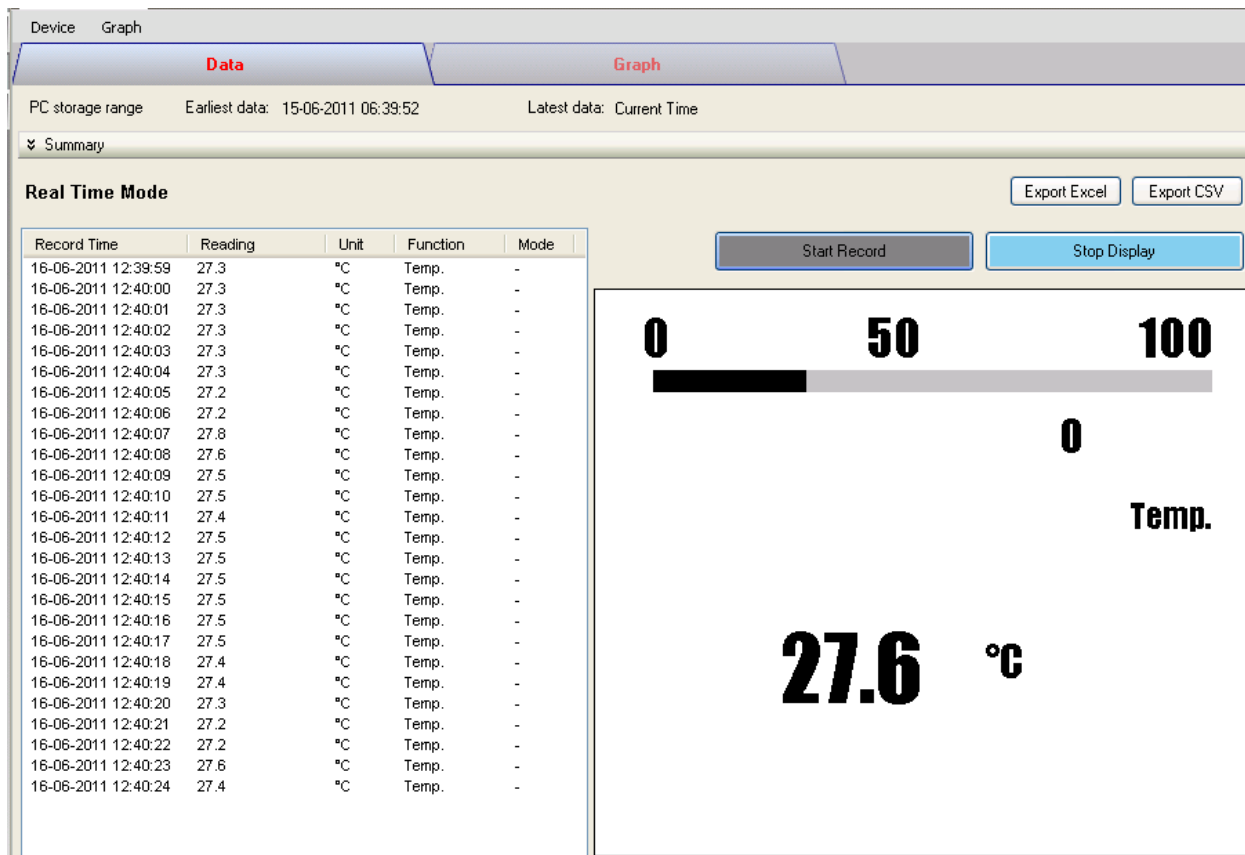 Device Graph
Data Graph
PC storage range Earliest data: 15-06-2011 06:39:52 Latest data: Current Time
Summary
Real Time Mode Export Excel Export CSV
Start Record Stop Display
Record Time Reading Unit Function Mode
16-06-2011 12:39:59 27.3 °C Temp. -
16-06-2011 12:40:00 27.3 °C Temp. -
16-06-2011 12:40:01 27.3 °C Temp. -
16-06-2011 12:40:02 27.3 °C Temp. -
16-06-2011 12:40:03 27.3 °C Temp. -
16-06-2011 12:40:04 27.3 °C Temp. -
16-06-2011 12:40:05 27.2 °C Temp. -
16-06-2011 12:40:06 27.2 °C Temp. -
16-06-2011 12:40:07 27.8 °C Temp. -
16-06-2011 12:40:08 27.6 °C Temp. -
16-06-2011 12:40:09 27.5 °C Temp. -
16-06-2011 12:40:10 27.5 °C Temp. -
16-06-2011 12:40:11 27.4 °C Temp. -
16-06-2011 12:40:12 27.5 °C Temp. -
16-06-2011 12:40:13 27.5 °C Temp. -
16-06-2011 12:40:14 27.5 °C Temp. -
16-06-2011 12:40:15 27.5 °C Temp. -
16-06-2011 12:40:16 27.5 °C Temp. -
16-06-2011 12:40:17 27.5 °C Temp. -
16-06-2011 12:40:18 27.4 °C Temp. -
16-06-2011 12:40:19 27.4 °C Temp. -
16-06-2011 12:40:20 27.3 °C Temp. -
16-06-2011 12:40:21 27.2 °C Temp. -
16-06-2011 12:40:22 27.2 °C Temp. -
16-06-2011 12:40:23 27.6 °C Temp. -
16-06-2011 12:40:24 27.4 °C Temp. -
0 50 100
0
Temp.
27.6 °C